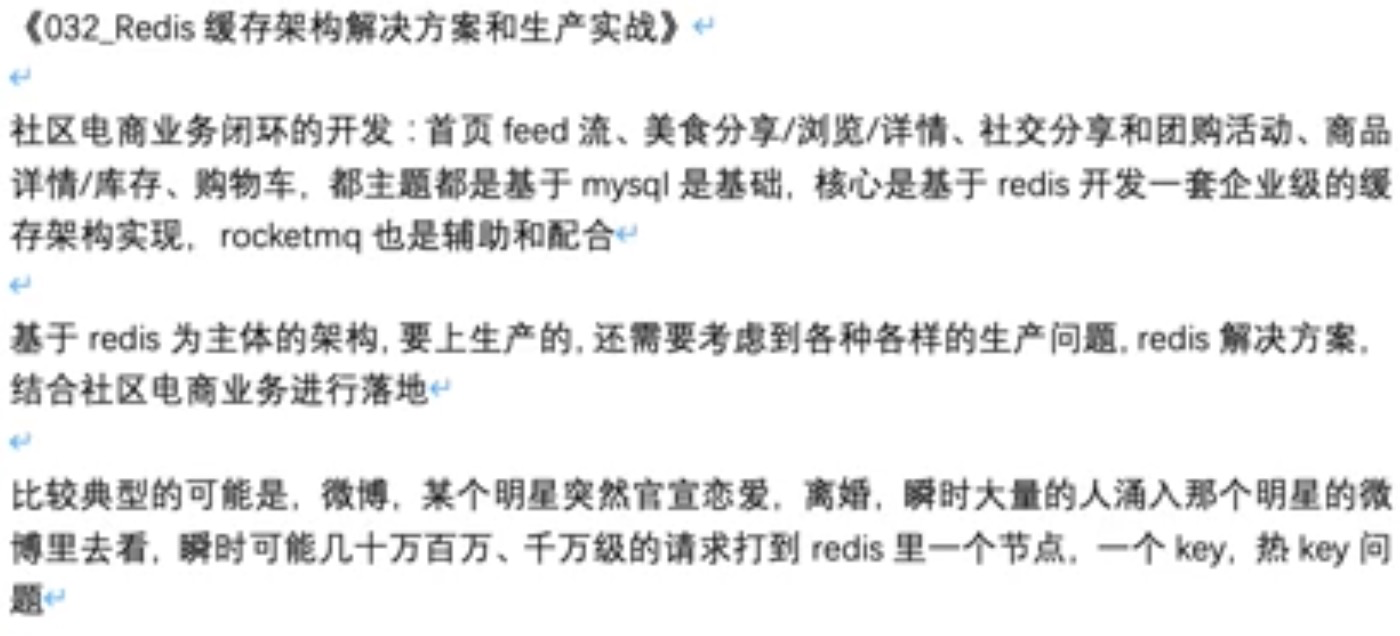 《032_Redis 缓存架构解决方案和生产实战》
社区电商业务闭环的开发：首页 feed 流、美食分享/浏览/详情、社交分享和团购活动、商品
详情/库存、购物车，都主题都是基于 mysql 是基础，核心是基于 redis 开发一套企业级的缓
存架构实现，rocketmq 也是辅助和配合
基于 redis 为主体的架构，要上生产的，还需要考虑到各种各样的生产问题，redis 解决方案，
结合社区电商业务进行落地
比较典型的可能是，微博，某个明星突然官宣恋爱，离婚，瞬时大量的人涌入那个明星的微
博里去看，瞬时可能几十万百万、千万级的请求打到 redis 里一个节点，一个 key，热 key 问
题